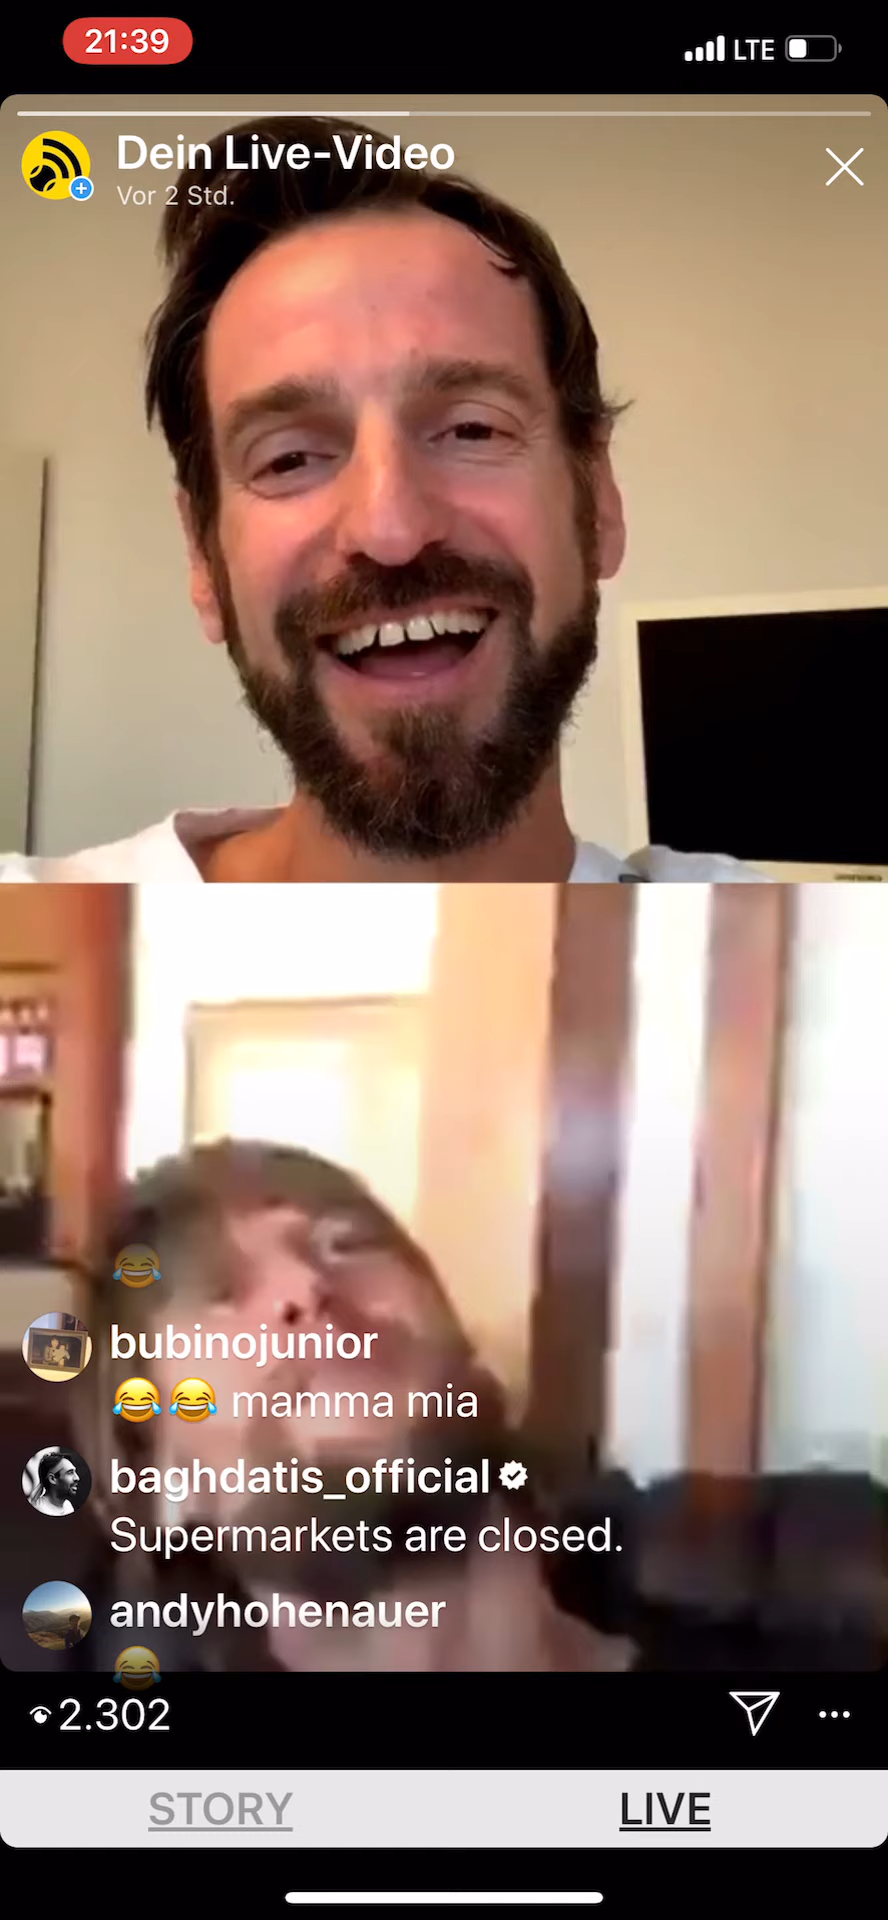 21:39
LTE
Dein Live-Video
Vor 2 Std.
😂
bubinojunior
😂😂 mamma mia
baghdatis_official
Supermarkets are closed.
andyhohenauer
😂
2.302
STORY
LIVE